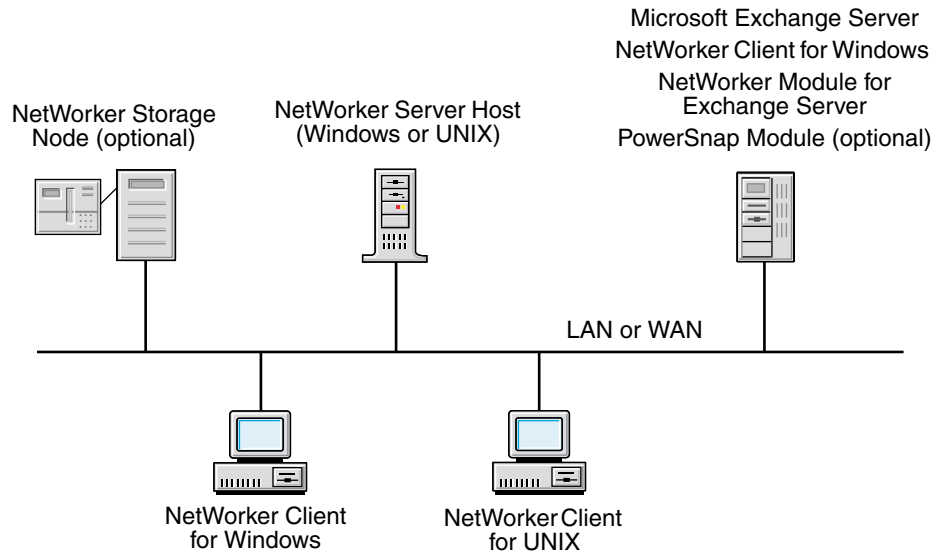 Microsoft Exchange Server
NetWorker Client for Windows
NetWorker Module for
Exchange Server
PowerSnap Module (optional)
NetWorker Storage
Node (optional)
NetWorker Server Host
(Windows or UNIX)
LAN or WAN
NetWorker Client
for Windows
NetWorker Client
for UNIX